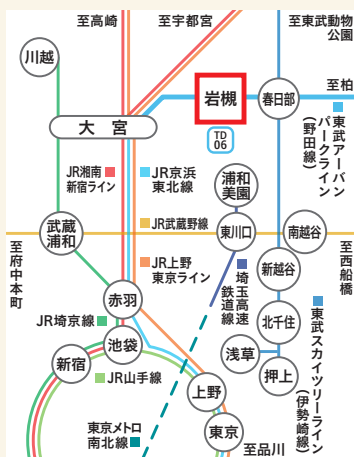 至高崎
至宇都宮
至東武動物
公園
川越
岩槻
春日部
至柏
大宮
TD
06
東武アーバン
パークライン
(野田線)
JR湘南
新宿ライン
JR京浜
東北線
浦和
美園
武蔵
浦和
JR武蔵野線
東川口
南越谷
至府中本町
至西船橋
JR上野
東京ライン
埼玉高速
鉄道線
新越谷
赤羽
JR埼京線
北千住
東武スカイツリーライン
(伊勢崎線)
池袋
新宿
浅草
押上
JR山手線
上野
東京メトロ
南北線
東京
至品川